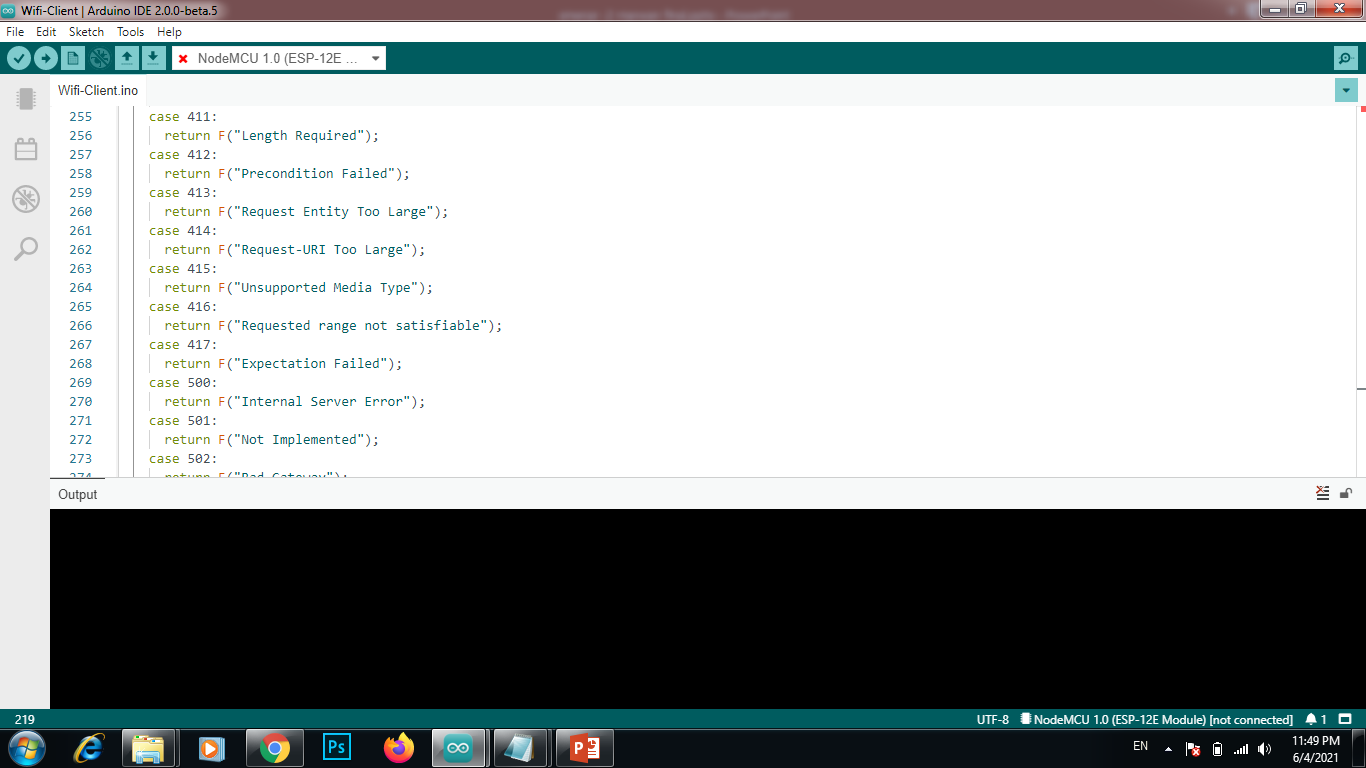 Wifi-Client | Arduino IDE 2.0.0-beta.5
File Edit Sketch Tools Help
NodeMCU 1.0 (ESP-12E ...
Wifi-Client.ino
255 case 411:
256 return F("Length Required");
257 case 412:
258 return F("Precondition Failed");
259 case 413:
260 return F("Request Entity Too Large");
261 case 414:
262 return F("Request-URI Too Large");
263 case 415:
264 return F("Unsupported Media Type");
265 case 416:
266 return F("Requested range not satisfiable");
267 case 417:
268 return F("Expectation Failed");
269 case 500:
270 return F("Internal Server Error");
271 case 501:
272 return F("Not Implemented");
273 case 502:
274 return F("Bad Gateway");
Output
219 UTF-8 NodeMCU 1.0 (ESP-12E Module) [not connected] 1
Ps
EN 11:49 PM
6/4/2021